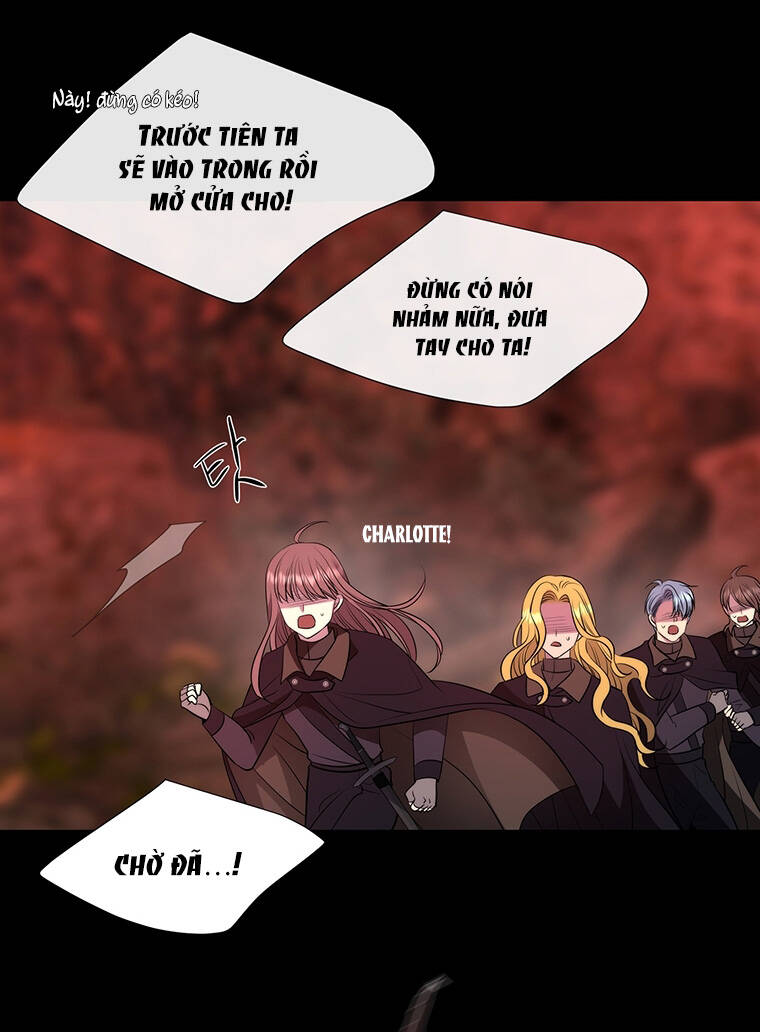 Này! đừng có kéo!
TRƯỚC TIÊN TA
SẼ VÀO TRONG RỒI
MỞ CỬA CHO!
ĐỪNG CÓ NÓI
NHẢM NỮA, ĐƯA
TAY CHO TA!
타
CHARLOTTE!
CHỜ ĐÃ...!